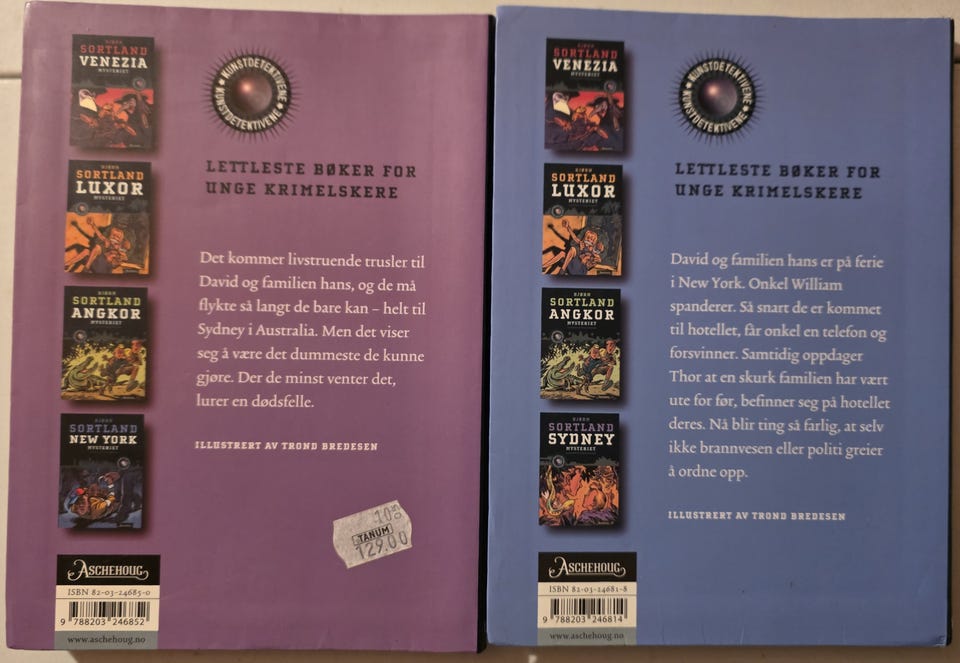 BJØRN
SORTLAND
VENEZIA
MYSTERIET
BJØRN
SORTLAND
LUXOR
MYSTERIET
BJØRN
SORTLAND
ANGKOR
MYSTERIET
BJØRN
SORTLAND
NEW YORK
MYSTERIET
KUNSTDETEKTIVENE
KUNSTDETEKTIVENE
LETTLESTE BØKER FOR
UNGE KRIMELSKERE
Det kommer livstruende trusler til
David og familien hans, og de må
flykte så langt de bare kan – helt til
Sydney i Australia. Men det viser
seg å være det dummeste de kunne
gjøre. Der de minst venter det,
lurer en dødsfelle.
ILLUSTRERT AV TROND BREDESEN
TANUM
129.00
ASCHEHOUG
ISBN 82-03-24685-0
9 788203 246852
www.aschehoug.no
BJØRN
SORTLAND
VENEZIA
MYSTERIET
BJØRN
SORTLAND
LUXOR
MYSTERIET
BJØRN
SORTLAND
ANGKOR
MYSTERIET
BJØRN
SORTLAND
SYDNEY
MYSTERIET
KUNSTDETEKTIVENE
KUNSTDETEKTIVENE
LETTLESTE BØKER FOR
UNGE KRIMELSKERE
David og familien hans er på ferie
i New York. Onkel William
spanderer. Så snart de er kommet
til hotellet, får onkel en telefon og
forsvinner. Samtidig oppdager
Thor at en skurk familien har vært
ute for før, befinner seg på hotellet
deres. Nå blir ting så farlig, at selv
ikke brannvesen eller politi greier
å ordne opp.
ILLUSTRERT AV TROND BREDESEN
ASCHEHOUG
ISBN 82-03-24681-8
9 788203 246814
www.aschehoug.no